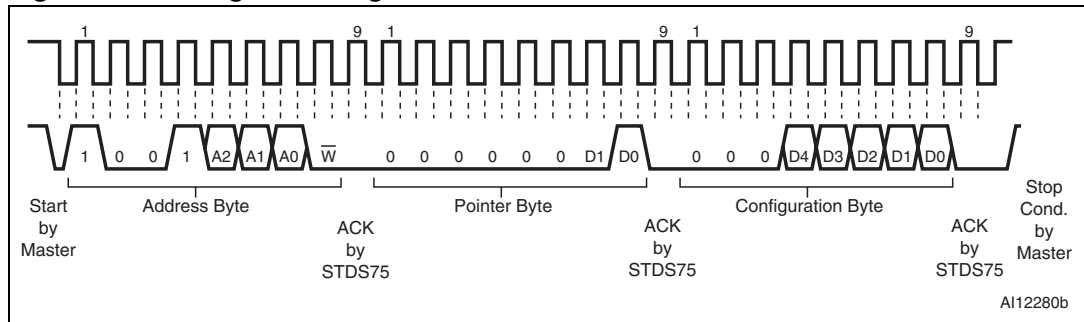 1 9 1 9 1 9
1 0 0 1 A2 A1 A0 W 0 0 0 0 0 0 D1 D0 0 0 0 D4 D3 D2 D1 D0
Start
by
Master
Address Byte
ACK
by
STDS75
Pointer Byte
ACK
by
STDS75
Configuration Byte
ACK
by
STDS75
Stop
Cond.
by
Master
AI12280b